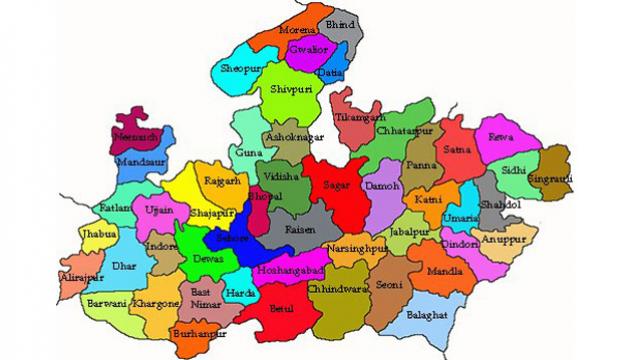 Bhind
Morena
Gwalior
Sheopur
Datia
Shivpuri
Tikamgarh
Chhatarpur
Neemuch
Ashoknagar
Rewa
Satna
Guna
Panna
Mandsaur
Sidhi
Vidisha
Singrauli
Rajgarh
Sagar
Damoh
Bhopal
Katni
Shahdol
Ratlam
Ujjain
Shajapur
Umaria
Raisen
Jhabua
Jabalpur
Sehore
Anuppur
Indore
Dindori
Narsinghpur
Dewas
Dhar
Hoshangabad
Mandla
Alirajpur
Seoni
Chhindwara
East
Nimar
Harda
Barwani
Khargone
Betul
Balaghat
Burhanpur